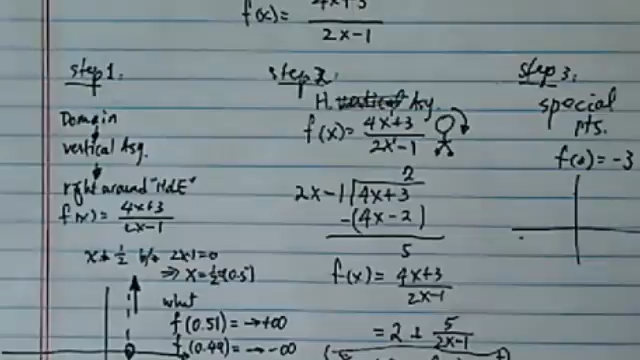 f(x) = 4x+3 / 2x-1
step 1:
Domain
vertical Asy.
right around "HdE"
f(x) = 4x+3 / 2x-1
x ≠ 1/2 b/c 2x-1=0
⇒ x=1/2 (0.5)
what
f(0.51) = → +∞
f(0.49) = → -∞
step 2:
H. Asy.
f(x) = 4x'+3 / 2x'-1
2
2x-1 4x+3
-(4x-2)
5
f(x) = 4x+3 / 2x-1
= 2 + 5 / 2x-1
step 3:
special
pts.
f(0) = -3